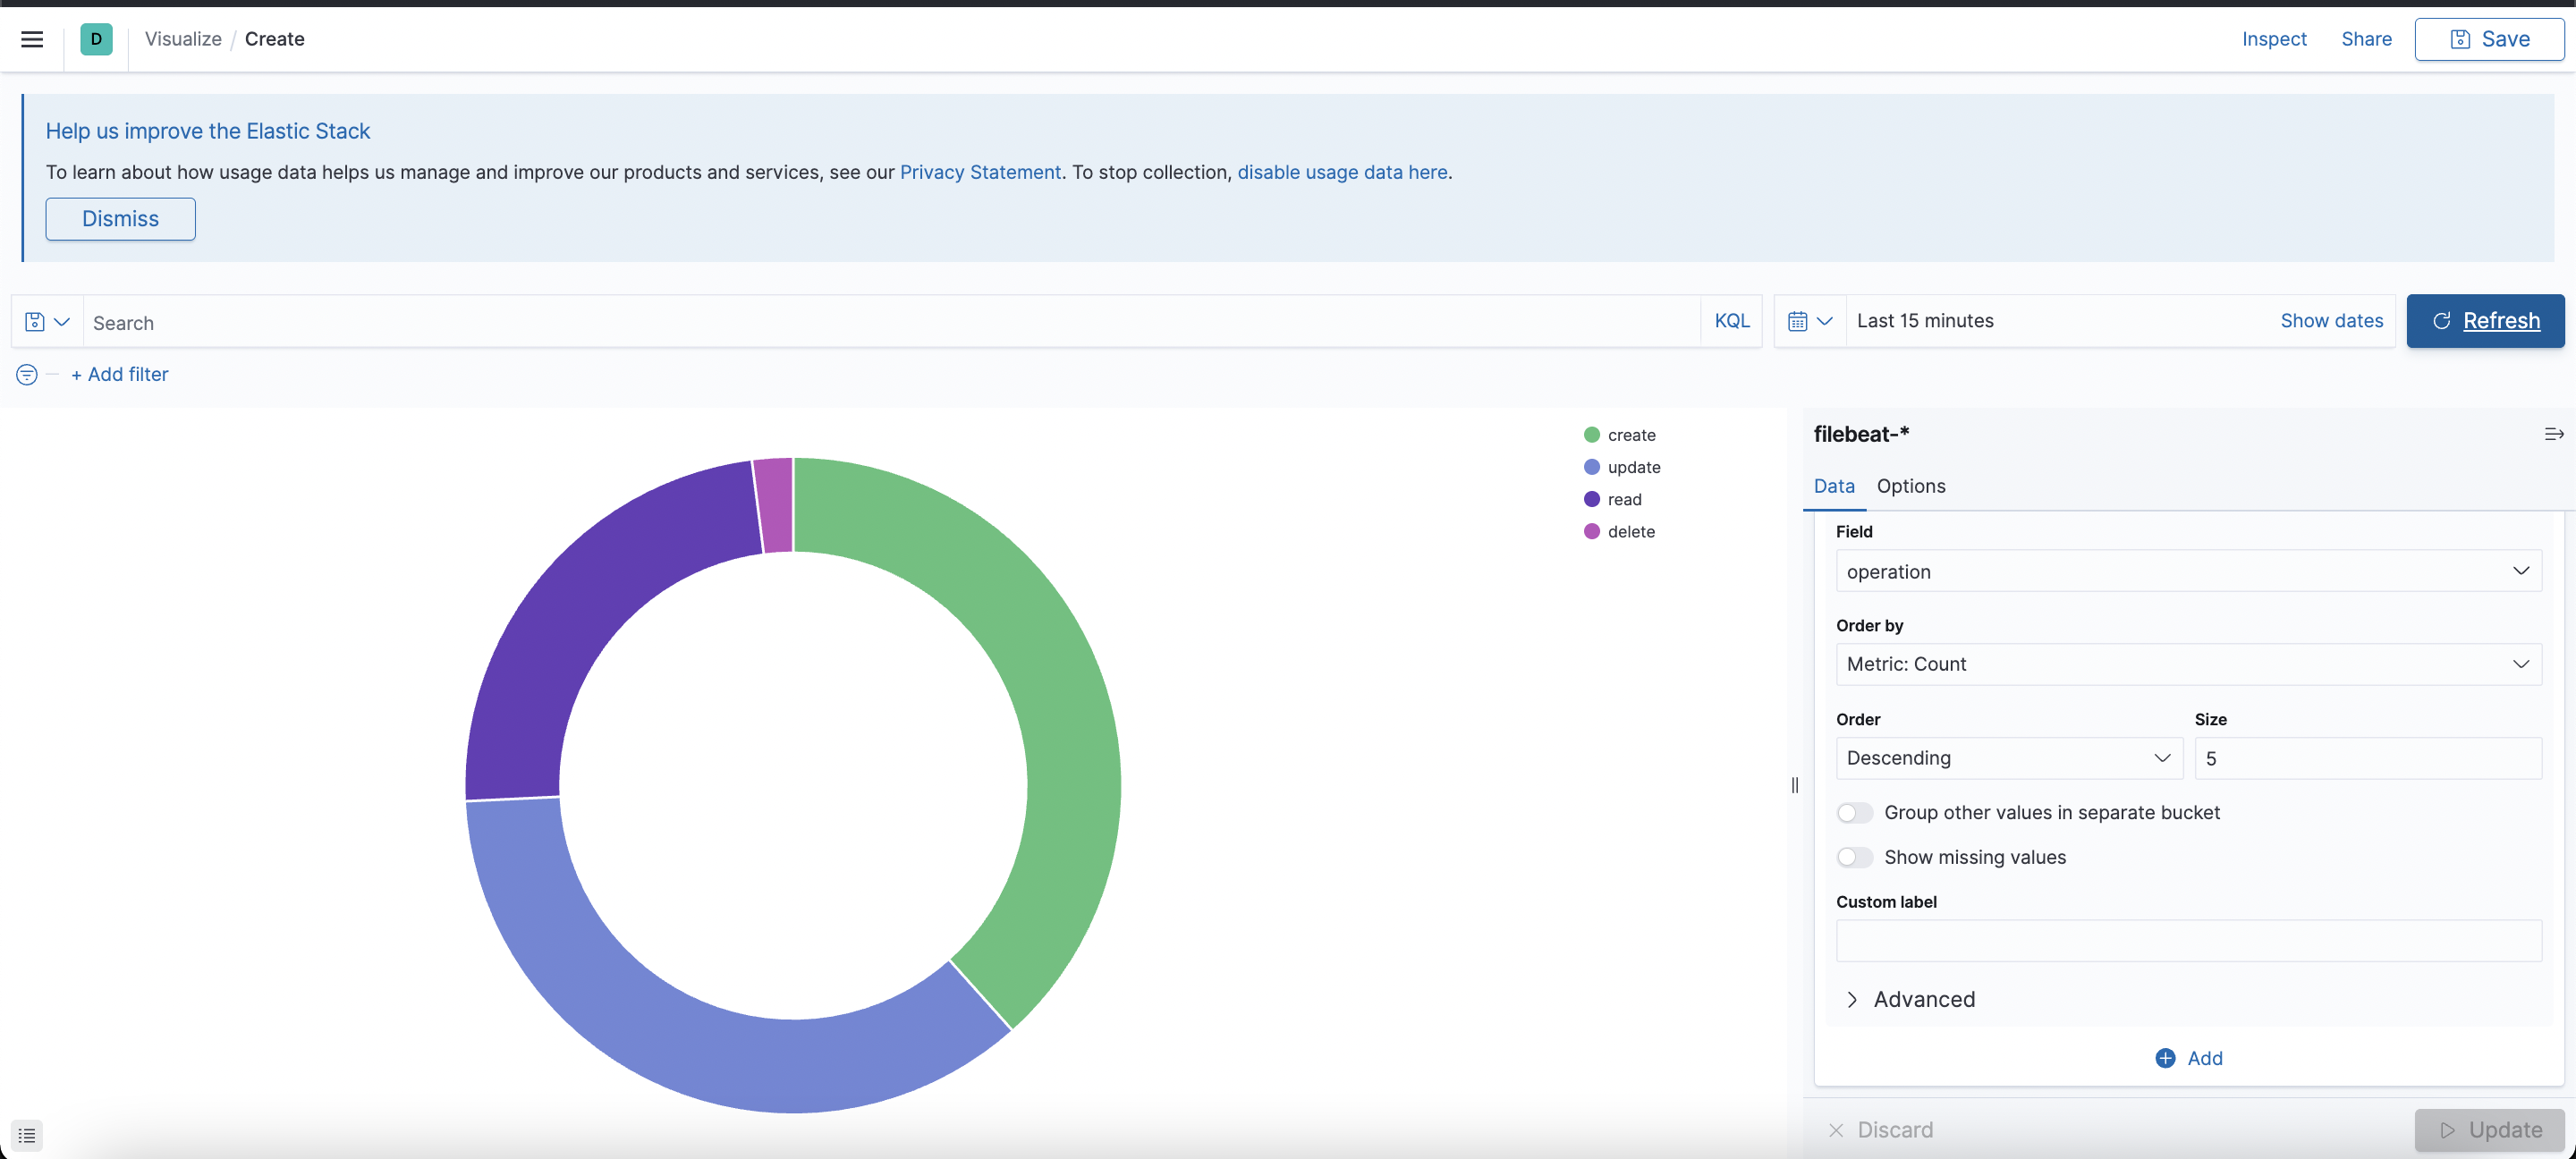 D Visualize / Create Inspect Share Save
Help us improve the Elastic Stack
To learn about how usage data helps us manage and improve our products and services, see our Privacy Statement. To stop collection, disable usage data here.
Dismiss
Search KQL Last 15 minutes Show dates Refresh
+ Add filter
create
update
read
delete
filebeat-*
Data Options
Field
operation
Order by
Metric: Count
Order Size
Descending 5
Group other values in separate bucket
Show missing values
Custom label
Advanced
Add
Discard Update